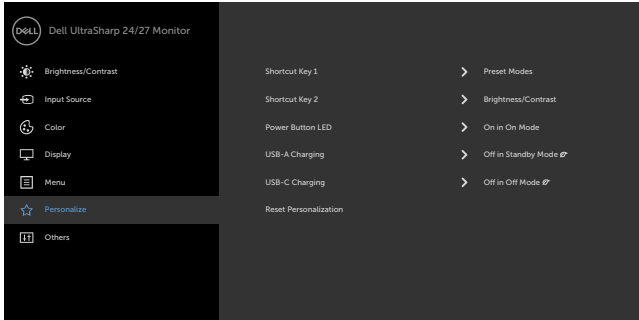 DELL Dell UltraSharp 24/27 Monitor
Brightness/Contrast
Input Source
Color
Display
Menu
Personalize
Others
Shortcut Key 1 Preset Modes
Shortcut Key 2 Brightness/Contrast
Power Button LED On in On Mode
USB-A Charging Off in Standby Mode
USB-C Charging Off in Off Mode
Reset Personalization